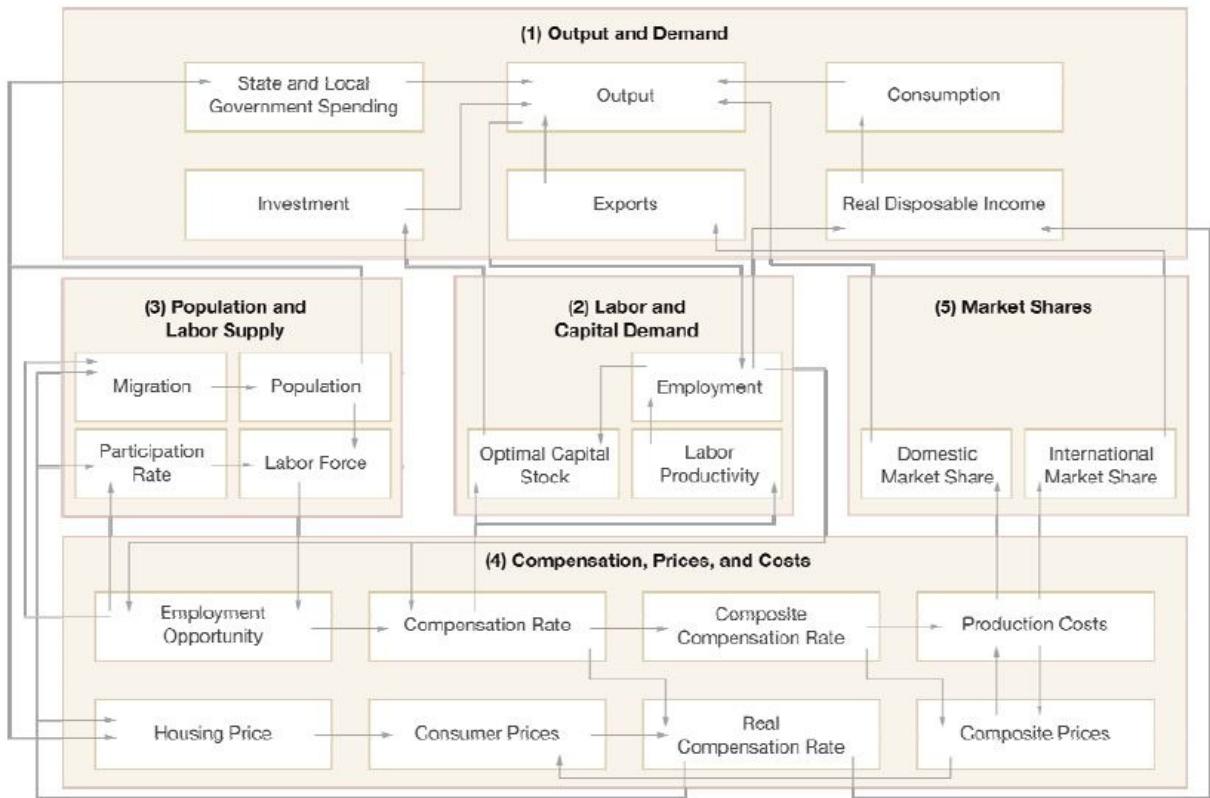 (1) Output and Demand
State and Local
Government Spending
Output
Consumption
Investment
Exports
Real Disposable Income
(3) Population and
Labor Supply
Migration
Population
Participation
Rate
Labor Force
(2) Labor and
Capital Demand
Employment
Optimal Capital
Stock
Labor
Productivity
(5) Market Shares
Domestic
Market Share
International
Market Share
(4) Compensation, Prices, and Costs
Employment
Opportunity
Compensation Rate
Composite
Compensation Rate
Production Costs
Housing Price
Consumer Prices
Real
Compensation Rate
Composite Prices